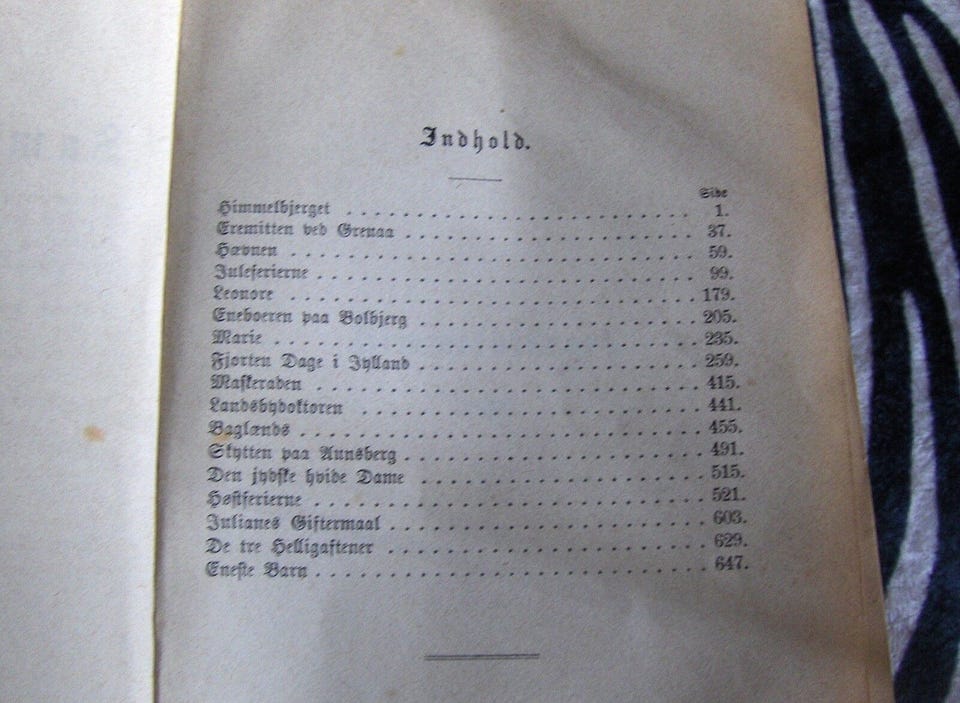 Indhold.
Side
Himmelbjerget . . . . . . . . . . . . . . . . . . . . . . . . 1.
Eremitten ved Grenaa . . . . . . . . . . . . . . . . . . . . 37.
Hævnen . . . . . . . . . . . . . . . . . . . . . . . . . . . . 59.
Juleferierne . . . . . . . . . . . . . . . . . . . . . . . . . . 99.
Leonore . . . . . . . . . . . . . . . . . . . . . . . . . . . . 179.
Eneboeren paa Bolbjerg . . . . . . . . . . . . . . . . . . . 205.
Marie . . . . . . . . . . . . . . . . . . . . . . . . . . . . . 235.
Fjorten Dage i Jylland . . . . . . . . . . . . . . . . . . . . 259.
Maskeraden . . . . . . . . . . . . . . . . . . . . . . . . . . 415.
Landsbydoktoren . . . . . . . . . . . . . . . . . . . . . . . 441.
Baglænds . . . . . . . . . . . . . . . . . . . . . . . . . . . 455.
Skytten paa Aunsberg . . . . . . . . . . . . . . . . . . . . 491.
Den jydske hvide Dame . . . . . . . . . . . . . . . . . . . 515.
Høstferierne . . . . . . . . . . . . . . . . . . . . . . . . . . 521.
Julianes Giftermaal . . . . . . . . . . . . . . . . . . . . . . 603.
De tre Helligaftener . . . . . . . . . . . . . . . . . . . . . . 629.
Eneste Barn . . . . . . . . . . . . . . . . . . . . . . . . . . 647.